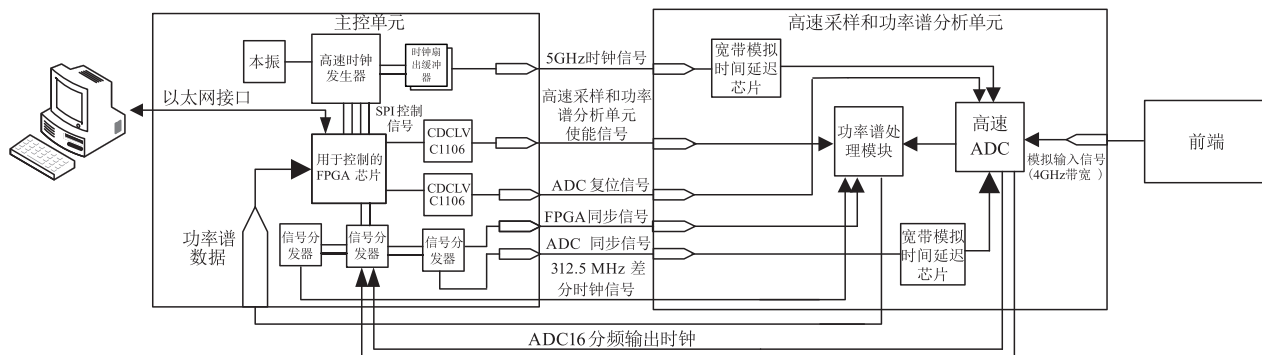 主控单元
高速采样和功率谱分析单元
本振
高速时钟
发生器
时钟扇
出缓冲
器
5GHz时钟信号
宽带模拟
时间延迟
芯片
以太网接口
SPI控制
信号
高速采样和功率
谱分析单元
使能信号
CDCLV
C1106
用于控制的
FPGA 芯片
功率谱处
理模块
高速
ADC
模拟输入信号
(4GHz带宽 )
前端
CDCLV
C1106
ADC复位信号
FPGA同步信号
功率谱
数据
信号分
发器
信号分
发器
信号分
发器
ADC 同步信号
312.5 MHz 差
分时钟信号
宽带模拟
时间延迟
芯片
ADC16分频输出时钟